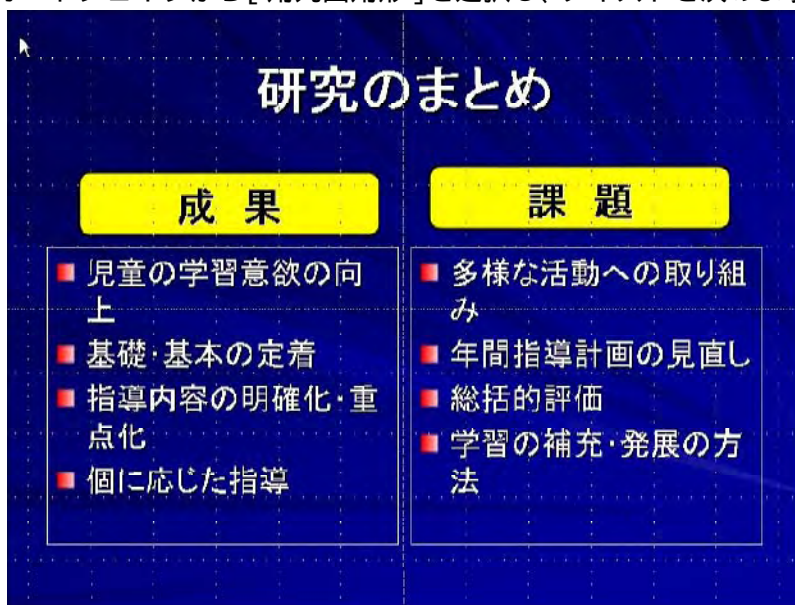 研究のまとめ
成 果
児童の学習意欲の向
上
基礎・基本の定着
指導内容の明確化・重
点化
個に応じた指導
課 題
多様な活動への取り組
み
年間指導計画の見直し
総括的評価
学習の補充・発展の方
法